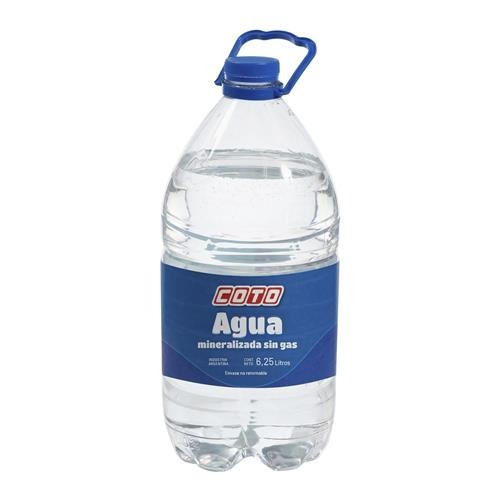 COTO
Agua
mineralizada sin gas
INDUSTRIA
ARGENTINA
CONT.
NETO
6,25 Litros
Envase no retornable